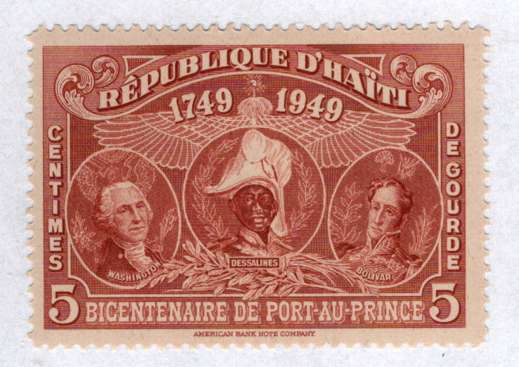 RÉPUBLIQUE D'HAÏTI
1749 1949
CENTIMES
DE GOURDE
WASHINGTON
DESSALINES
BOLIVAR
5 BICENTENAIRE DE PORT-AU-PRINCE 5
AMERICAN BANK NOTE COMPANY